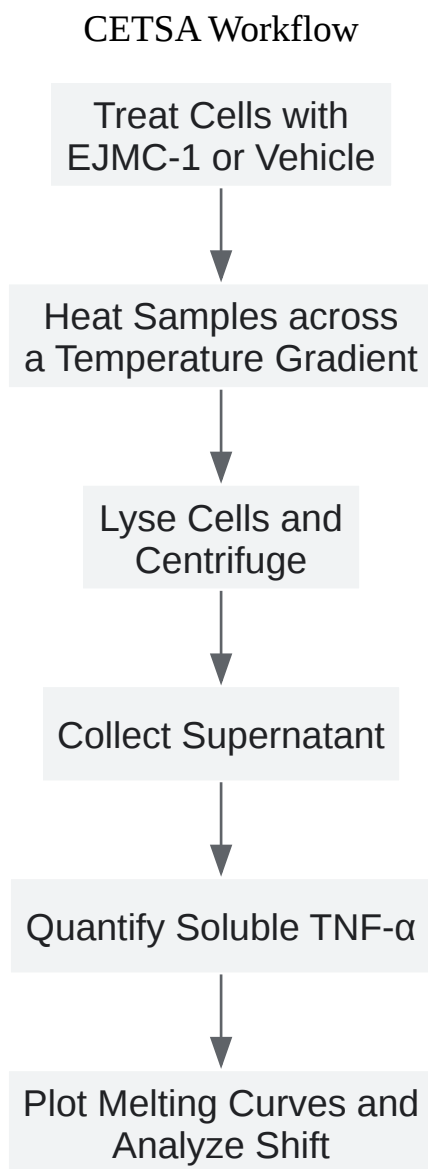 CETSA Workflow
Treat Cells with
EJMC-1 or Vehicle
Heat Samples across
a Temperature Gradient
Lyse Cells and
Centrifuge
Collect Supernatant
Quantify Soluble TNF-α
Plot Melting Curves and
Analyze Shift